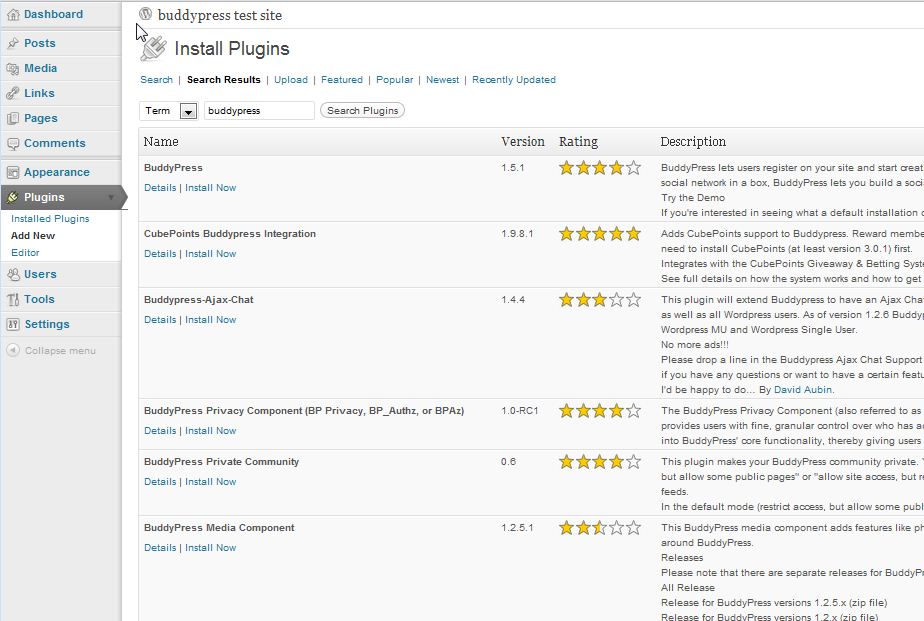 Dashboard
Posts
Media
Links
Pages
Comments
Appearance
Plugins
Installed Plugins
Add New
Editor
Users
Tools
Settings
Collapse menu
buddypress test site
Install Plugins
Search | Search Results | Upload | Featured | Popular | Newest | Recently Updated
Term buddypress Search Plugins
Name Version Rating Description
BuddyPress 1.5.1
Details | Install Now
BuddyPress lets users register on your site and start creat
social network in a box, BuddyPress lets you build a soci
Try the Demo
If you're interested in seeing what a default installation o
CubePoints Buddypress Integration 1.9.8.1
Details | Install Now
Adds CubePoints support to Buddypress. Reward membe
need to install CubePoints (at least version 3.0.1) first.
Integrates with the CubePoints Giveaway & Betting Syste
See full details on how the system works and how to get
Buddypress-Ajax-Chat 1.4.4
Details | Install Now
This plugin will extend Buddypress to have an Ajax Cha
as well as all Wordpress users. As of version 1.2.6 Buddyp
Wordpress MU and Wordpress Single User.
No more ads!!!
Please drop a line in the Buddypress Ajax Chat Support
if you have any questions or want to have a certain featu
I'd be happy to do... By David Aubin.
BuddyPress Privacy Component (BP Privacy, BP_Authz, or BPAz) 1.0-RC1
Details | Install Now
The BuddyPress Privacy Component (also referred to as
provides users with fine, granular control over who has a
into BuddyPress' core functionality, thereby giving users
BuddyPress Private Community 0.6
Details | Install Now
This plugin makes your BuddyPress community private. "
but allow some public pages" or "allow site access, but re
feeds.
In the default mode (restrict access, but allow some publ
BuddyPress Media Component 1.2.5.1
Details | Install Now
This BuddyPress media component adds features like ph
around BuddyPress.
Releases
Please note that there are separate releases for BuddyPr
All Release
Release for BuddyPress versions 1.2.5.x (zip file)
Release for BuddyPress versions 1.2.x (zip file)